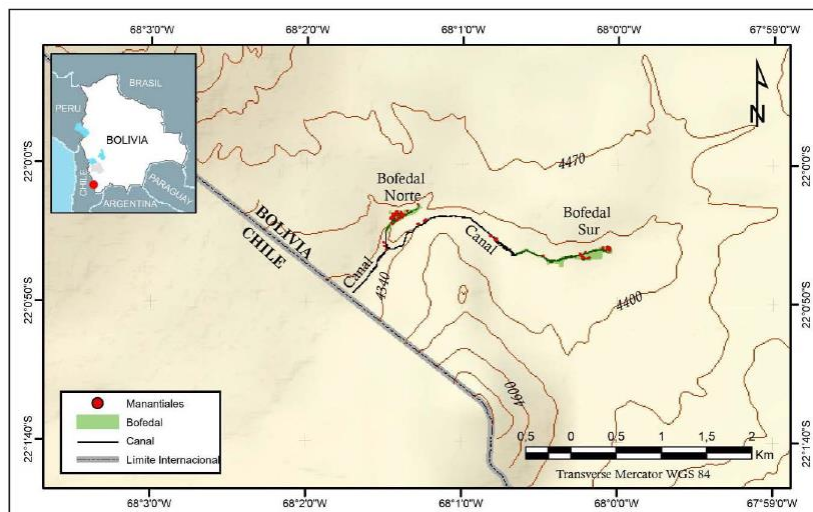 68°3'0"W
68°2'0"W
68°1'0"W
68°0'0"W
67°59'0"W
BRASIL
PERU
BOLIVIA
CHILE
PARAGUAY
ARGENTINA
N
22°0'0"S
22°0'0"S
4470
Bofedal
Norte
Bofedal
Sur
BOLIVIA
CHILE
Canal
Canal
4340
4400
22°0'50"S
22°0'50"S
4600
Manantiales
Bofedal
Canal
Limite Internacional
0,5 0 0,5 1 1,5 2
Km
Transverse Mercator WGS 84
22°1'40"S
22°1'40"S
68°3'0"W
68°2'0"W
68°1'0"W
68°0'0"W
67°59'0"W